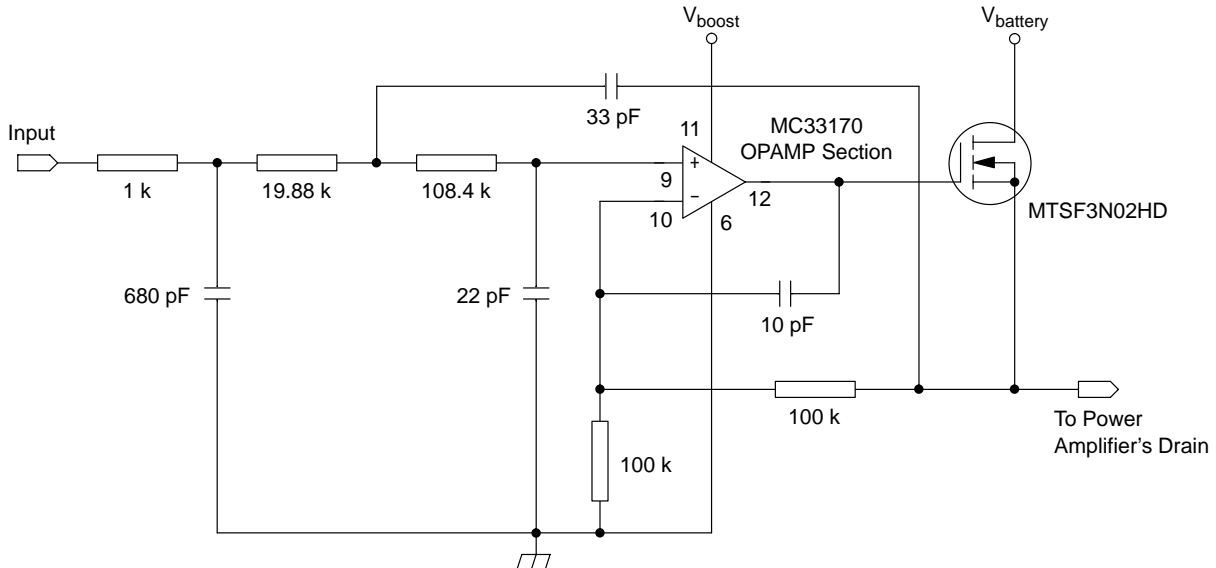 V_boost
V_battery
33 pF
11
MC33170
OPAMP Section
Input
1 k
19.88 k
108.4 k
+
9
12
−
10
6
MTSF3N02HD
680 pF
22 pF
10 pF
100 k
To Power
Amplifier's Drain
100 k